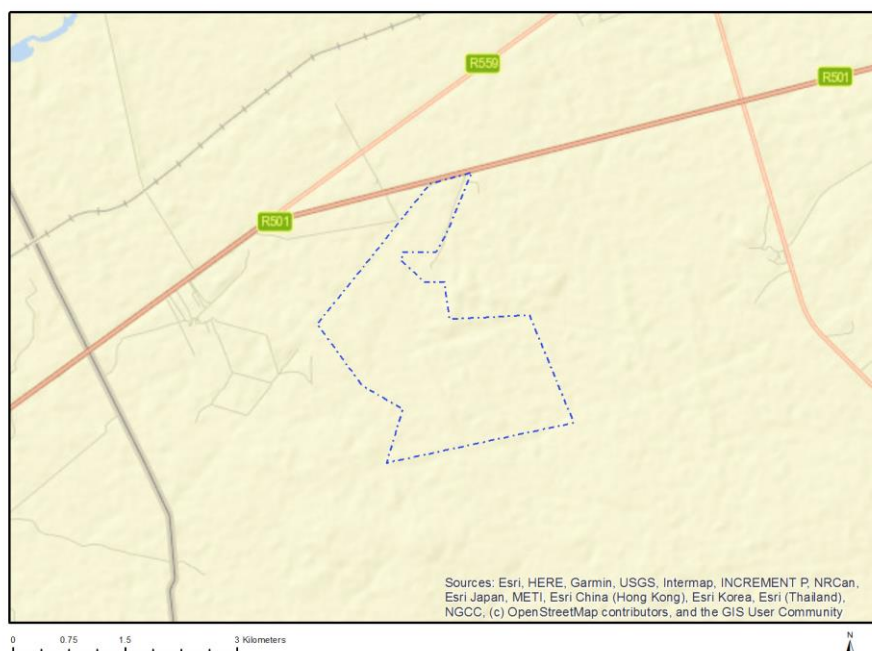 R559
R501
R501
Sources: Esri, HERE, Garmin, USGS, Intermap, INCREMENT P, NRCan,
Esri Japan, METI, Esri China (Hong Kong), Esri Korea, Esri (Thailand),
NGCC, (c) OpenStreetMap contributors, and the GIS User Community
0 0.75 1.5 3 Kilometers
N